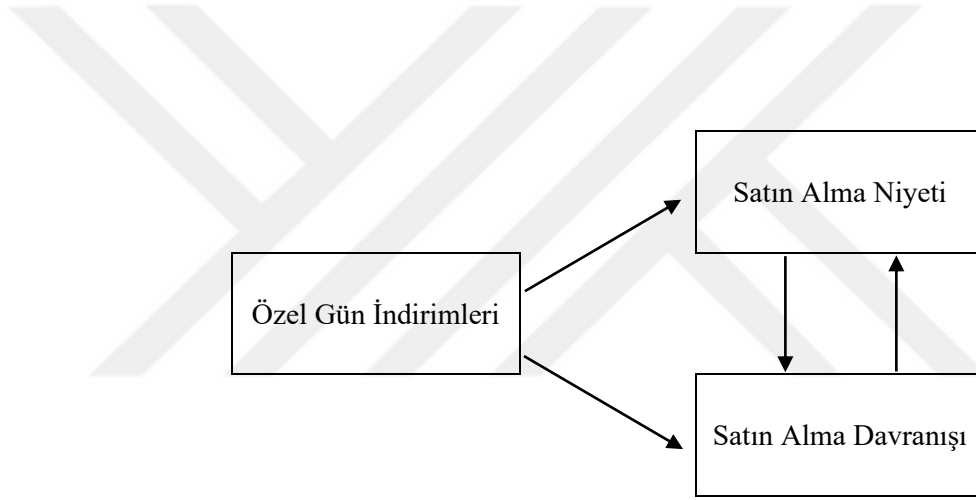 Satın Alma Niyeti
Özel Gün İndirimleri
Satın Alma Davranışı